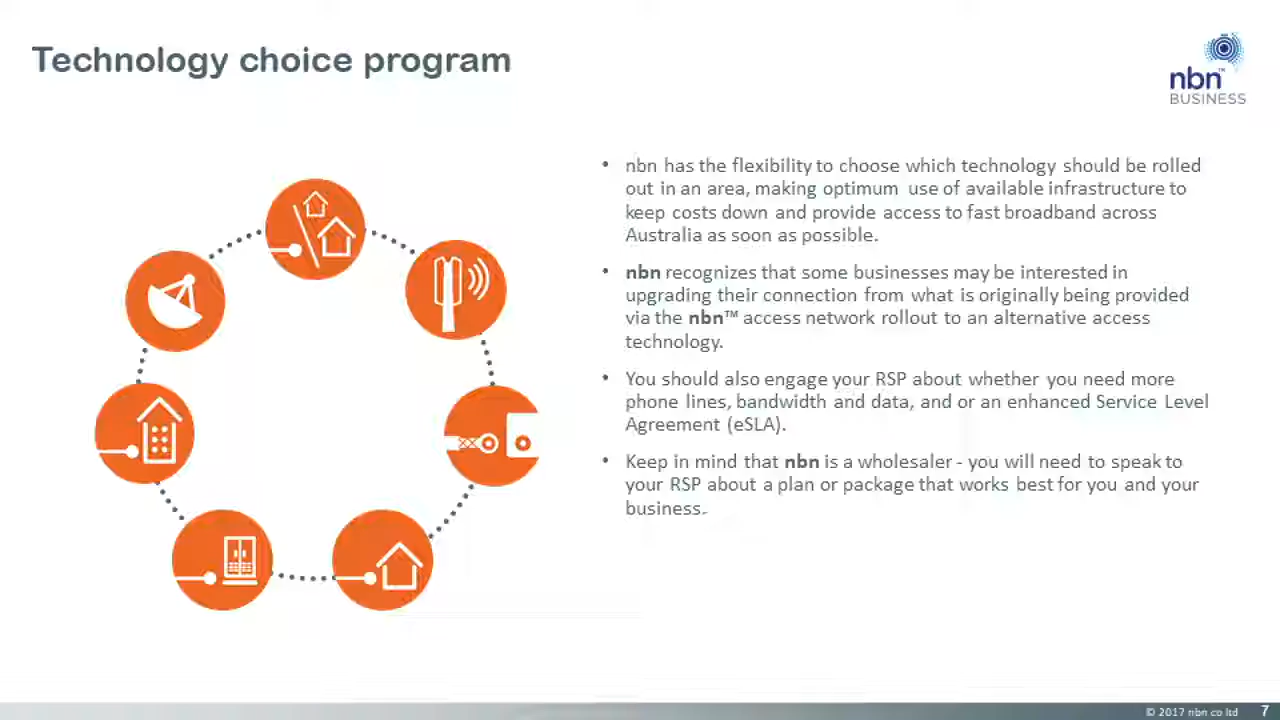 Technology choice program
nbn™
BUSINESS
• nbn has the flexibility to choose which technology should be rolled
out in an area, making optimum use of available infrastructure to
keep costs down and provide access to fast broadband across
Australia as soon as possible.
• nbn recognizes that some businesses may be interested in
upgrading their connection from what is originally being provided
via the nbn™ access network rollout to an alternative access
technology.
• You should also engage your RSP about whether you need more
phone lines, bandwidth and data, and or an enhanced Service Level
Agreement (eSLA).
• Keep in mind that nbn is a wholesaler - you will need to speak to
your RSP about a plan or package that works best for you and your
business.
© 2017 nbn co ltd 7